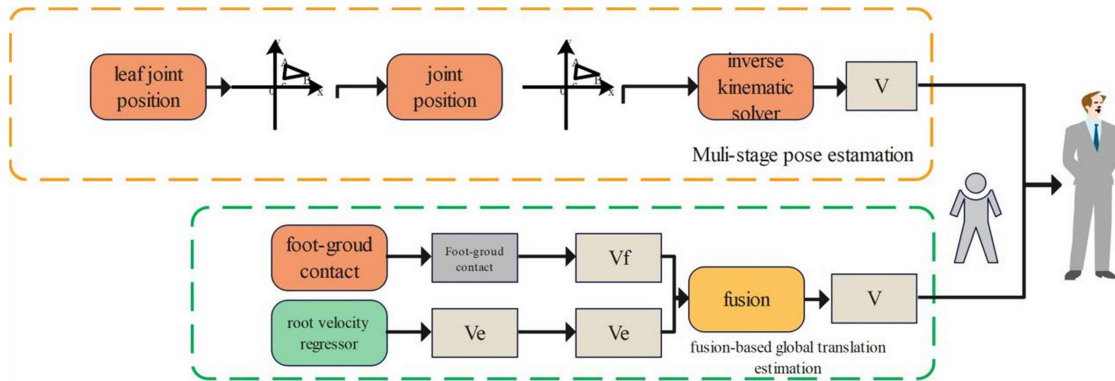 leaf joint
position
joint
position
inverse
kinematic
solver
V
Muli-stage pose estamation
foot-groud
contact
Foot-groud
contact
Vf
root velocity
regressor
Ve
Ve
fusion
V
fusion-based global translation
estimation